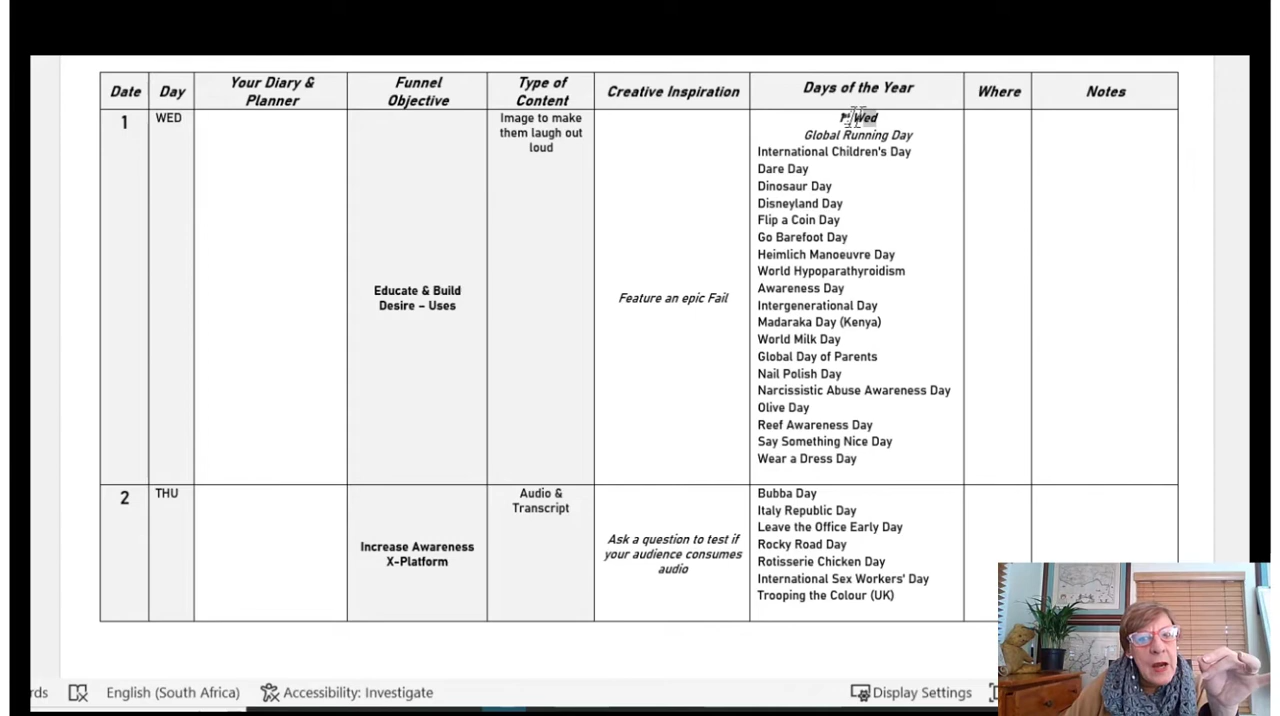 Date Day Your Diary & Planner Funnel Objective Type of Content Creative Inspiration Days of the Year Where Notes
1 WED
Educate & Build
Desire – Uses
Image to make
them laugh out
loud
Feature an epic Fail
1st Wed
Global Running Day
International Children's Day
Dare Day
Dinosaur Day
Disneyland Day
Flip a Coin Day
Go Barefoot Day
Heimlich Manoeuvre Day
World Hypoparathyroidism
Awareness Day
Intergenerational Day
Madaraka Day (Kenya)
World Milk Day
Global Day of Parents
Nail Polish Day
Narcissistic Abuse Awareness Day
Olive Day
Reef Awareness Day
Say Something Nice Day
Wear a Dress Day
2 THU
Increase Awareness
X-Platform
Audio &
Transcript
Ask a question to test if
your audience consumes
audio
Bubba Day
Italy Republic Day
Leave the Office Early Day
Rocky Road Day
Rotisserie Chicken Day
International Sex Workers' Day
Trooping the Colour (UK)
rds English (South Africa) Accessibility: Investigate Display Settings